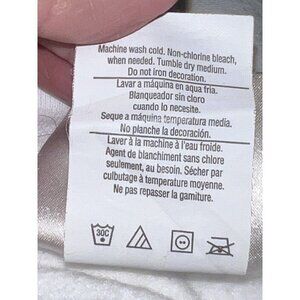 Machine wash cold. Non-chlorine bleach,
when needed. Tumble dry medium.
Do not iron decoration.
Lavar a máquina en aqua fria.
Blanqueador sin cloro
cuando lo necesite.
Seque a máquina temperatura media.
No planche la decoración.
Laver à la machine à l'eau froide.
Agent de blanchiment sans chlore
seulement, au besoin. Sécher par
culbutage à temperature moyenne.
Ne pas repasser la garniture.
30C